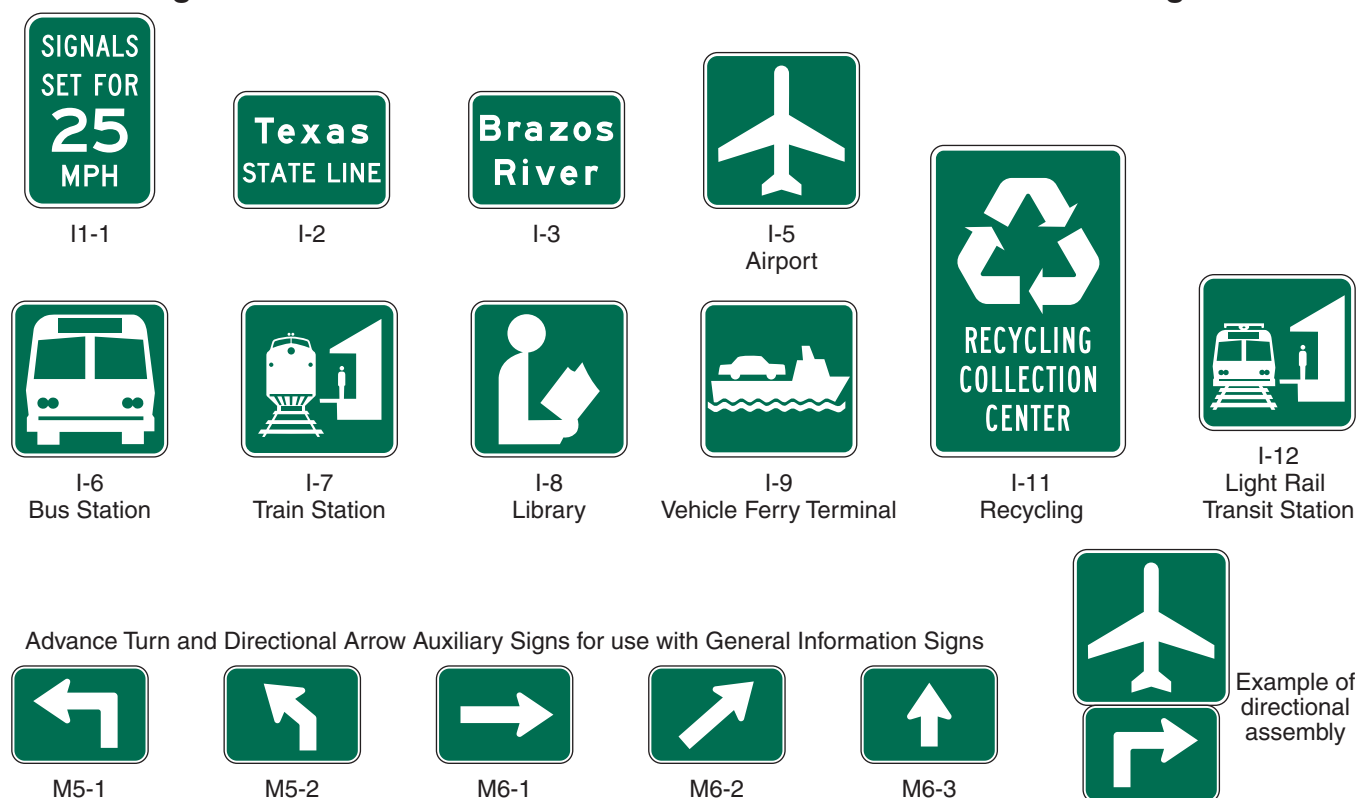 SIGNALS
SET FOR
25
MPH
I1-1
Texas
STATE LINE
I-2
Brazos
River
I-3
I-5
Airport
RECYCLING
COLLECTION
CENTER
I-6
Bus Station
I-7
Train Station
I-8
Library
I-9
Vehicle Ferry Terminal
I-11
Recycling
I-12
Light Rail
Transit Station
Advance Turn and Directional Arrow Auxiliary Signs for use with General Information Signs
M5-1
M5-2
M6-1
M6-2
M6-3
Example of
directional
assembly